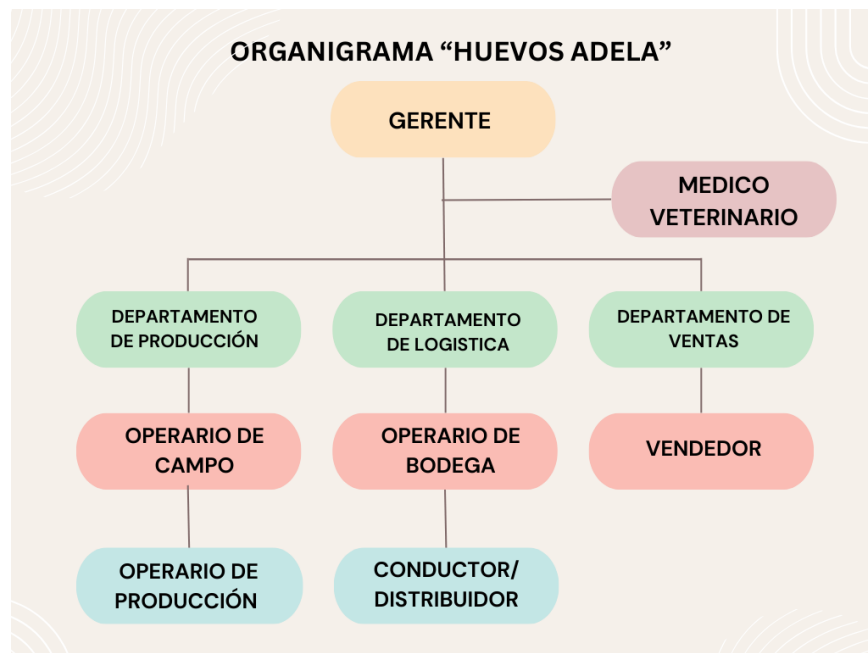 ORGANIGRAMA “HUEVOS ADELA”
GERENTE
MEDICO
VETERINARIO
DEPARTAMENTO
DE PRODUCCIÓN
DEPARTAMENTO
DE LOGISTICA
DEPARTAMENTO DE
VENTAS
OPERARIO DE
CAMPO
OPERARIO DE
BODEGA
VENDEDOR
OPERARIO DE
PRODUCCIÓN
CONDUCTOR/
DISTRIBUIDOR